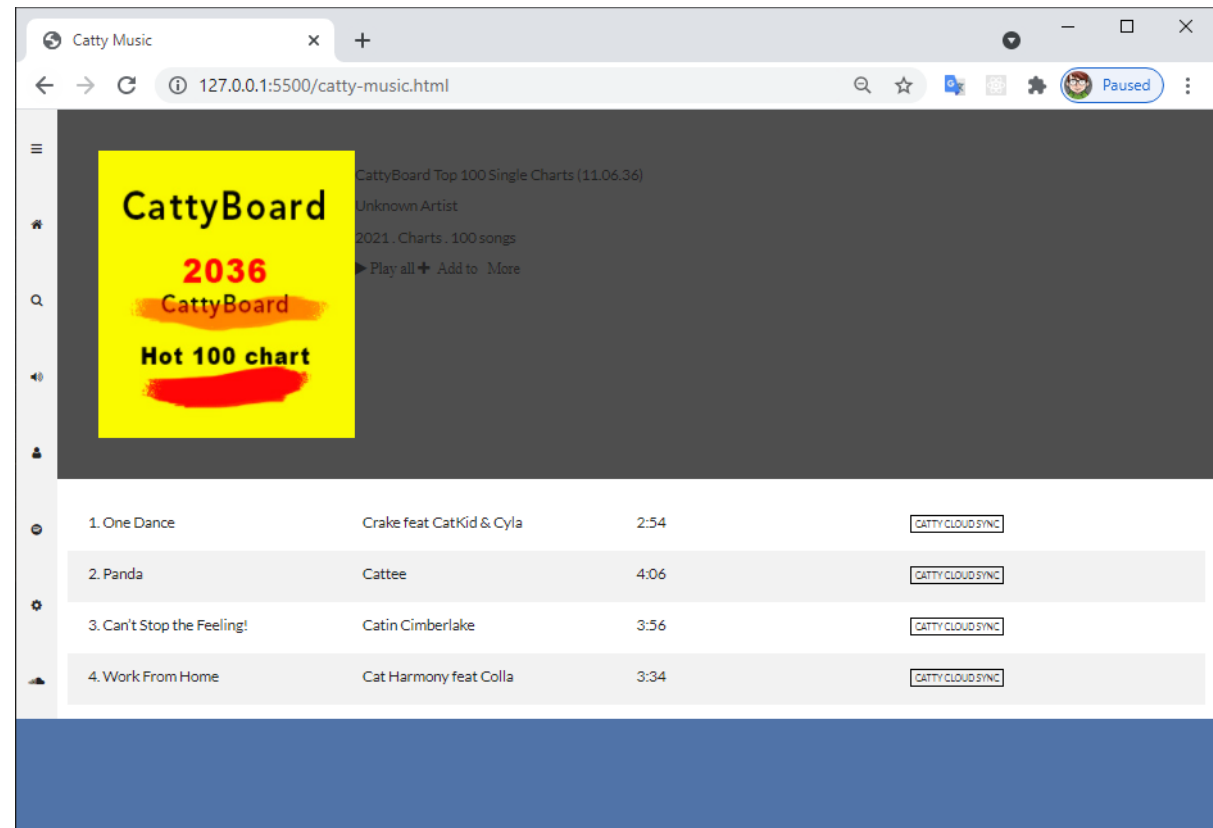 Catty Music
127.0.0.1:5500/catty-music.html
Paused
CattyBoard
2036
CattyBoard
Hot 100 chart
CattyBoard Top 100 Single Charts (11.06.36)
Unknown Artist
2021 . Charts . 100 songs
Play all Add to More
1. One Dance Crake feat CatKid & Cyla 2:54 CATTY CLOUD SYNC
2. Panda Cattee 4:06 CATTY CLOUD SYNC
3. Can't Stop the Feeling! Catin Cimberlake 3:56 CATTY CLOUD SYNC
4. Work From Home Cat Harmony feat Colla 3:34 CATTY CLOUD SYNC